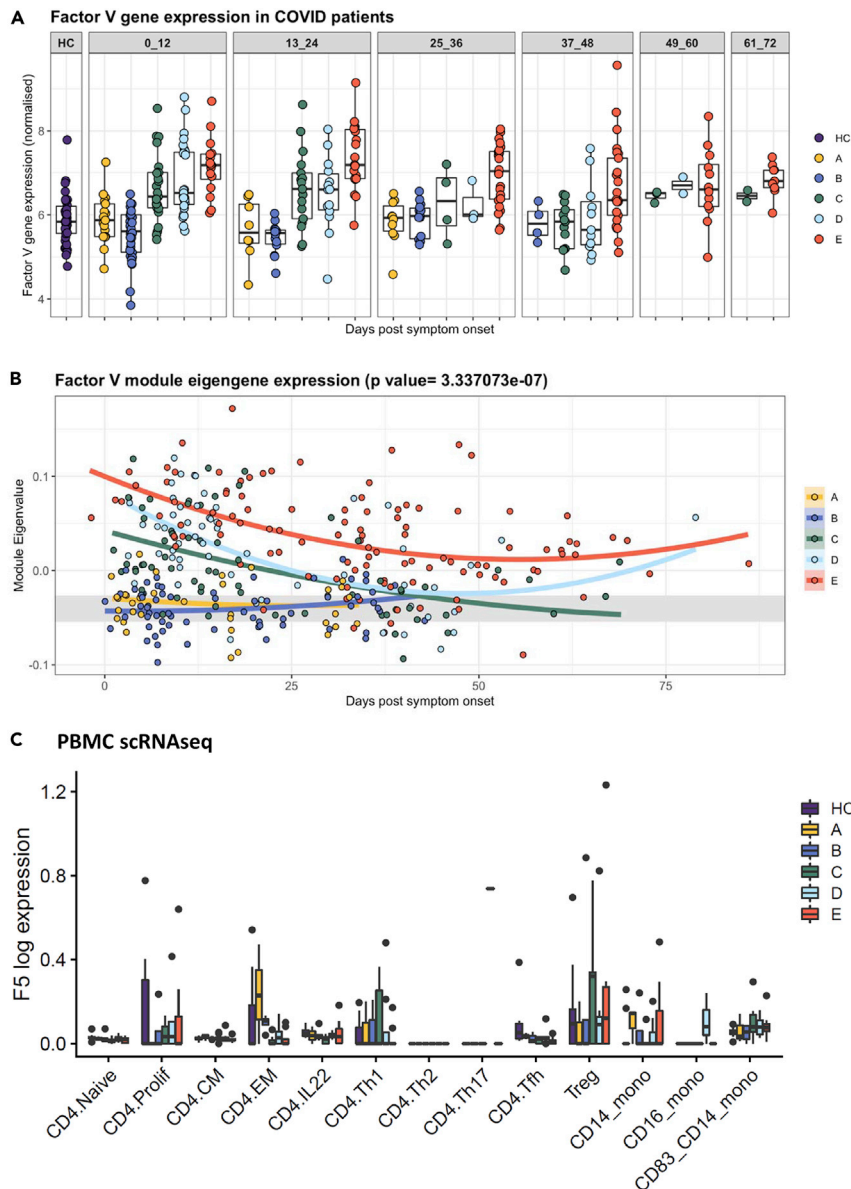 A Factor V gene expression in COVID patients
HC 0_12 13_24 25_36 37_48 49_60 61_72
Factor V gene expression (normalised)
8
6
4
HC
A
B
C
D
E
Days post symptom onset
B Factor V module eigengene expression (p value= 3.337073e-07)
Module Eigenvalue
0.1
0.0
-0.1
0 25 50 75
Days post symptom onset
A
B
C
D
E
C PBMC scRNAseq
F5 log expression
1.2
0.8
0.4
0.0
HC
A
B
C
D
E
CD4.Naive
CD4.Prolif
CD4.CM
CD4.EM
CD4.IL22
CD4.Th1
CD4.Th2
CD4.Th17
CD4.Tfh
Treg
CD14_mono
CD16_mono
CD83_CD14_mono